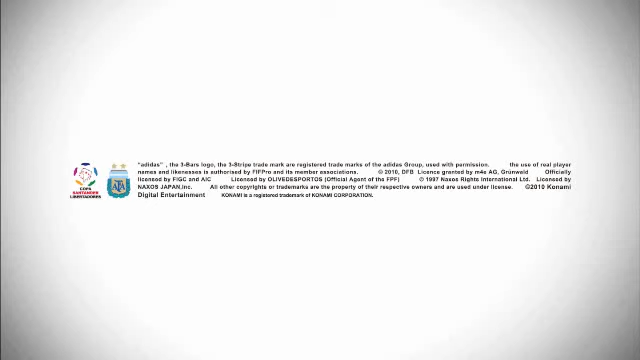 COPA
SANTANDER
LIBERTADORES
AFA
"adidas" , the 3-Bars logo, the 3-Stripe trade mark are registered trade marks of the adidas Group, used with permission. the use of real player
names and likenesses is authorised by FIFPro and its member associations. © 2010, DFB Licence granted by m4e AG, Grünwald Officially
licensed by FIGC and AIC Licensed by OLIVEDESPORTOS (Official Agent of the FPF) ℗ 1997 Naxos Rights International Ltd. Licensed by
NAXOS JAPAN,Inc. All other copyrights or trademarks are the property of their respective owners and are used under license. ©2010 Konami
Digital Entertainment KONAMI is a registered trademark of KONAMI CORPORATION.